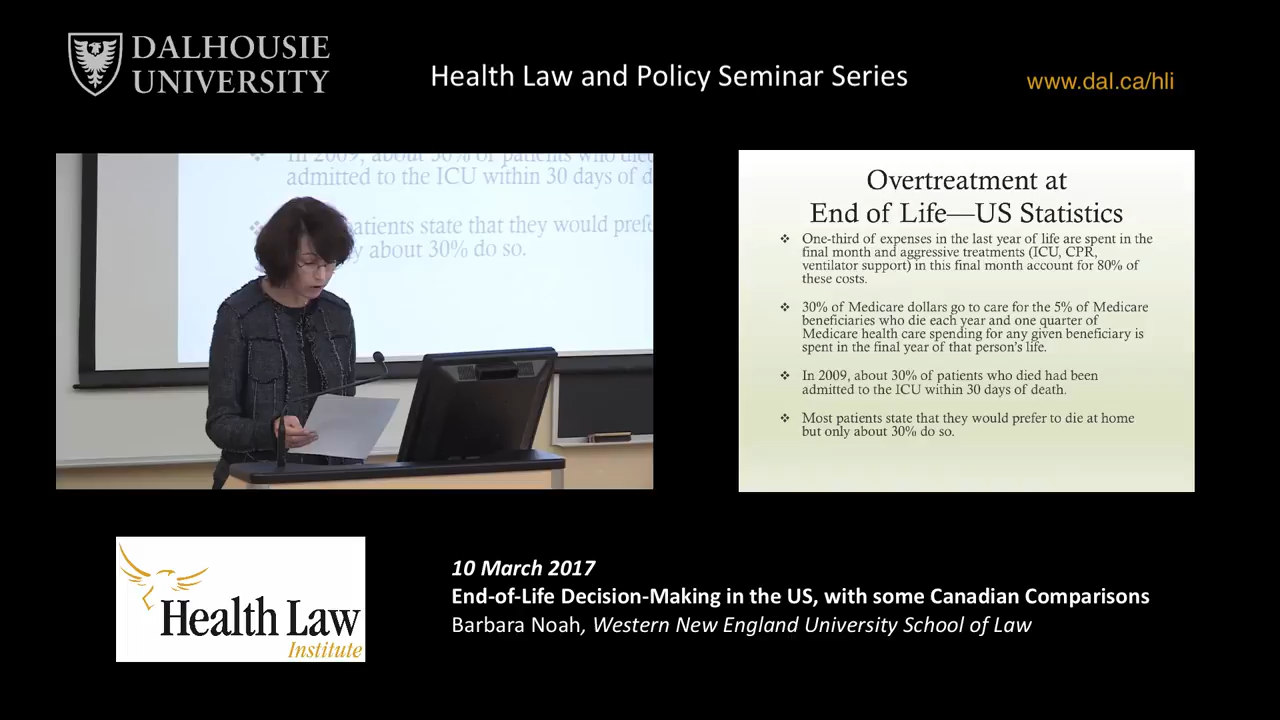 DALHOUSIE
UNIVERSITY
Health Law and Policy Seminar Series
www.dal.ca/hli
In 2009, about 30% of patients who died
admitted to the ICU within 30 days of d
patients state that they would prefe
y about 30% do so.
Overtreatment at
End of Life—US Statistics
❖ One-third of expenses in the last year of life are spent in the
final month and aggressive treatments (ICU, CPR,
ventilator support) in this final month account for 80% of
these costs.
❖ 30% of Medicare dollars go to care for the 5% of Medicare
beneficiaries who die each year and one quarter of
Medicare health care spending for any given beneficiary is
spent in the final year of that person's life.
❖ In 2009, about 30% of patients who died had been
admitted to the ICU within 30 days of death.
❖ Most patients state that they would prefer to die at home
but only about 30% do so.
Health Law
Institute
10 March 2017
End-of-Life Decision-Making in the US, with some Canadian Comparisons
Barbara Noah, Western New England University School of Law